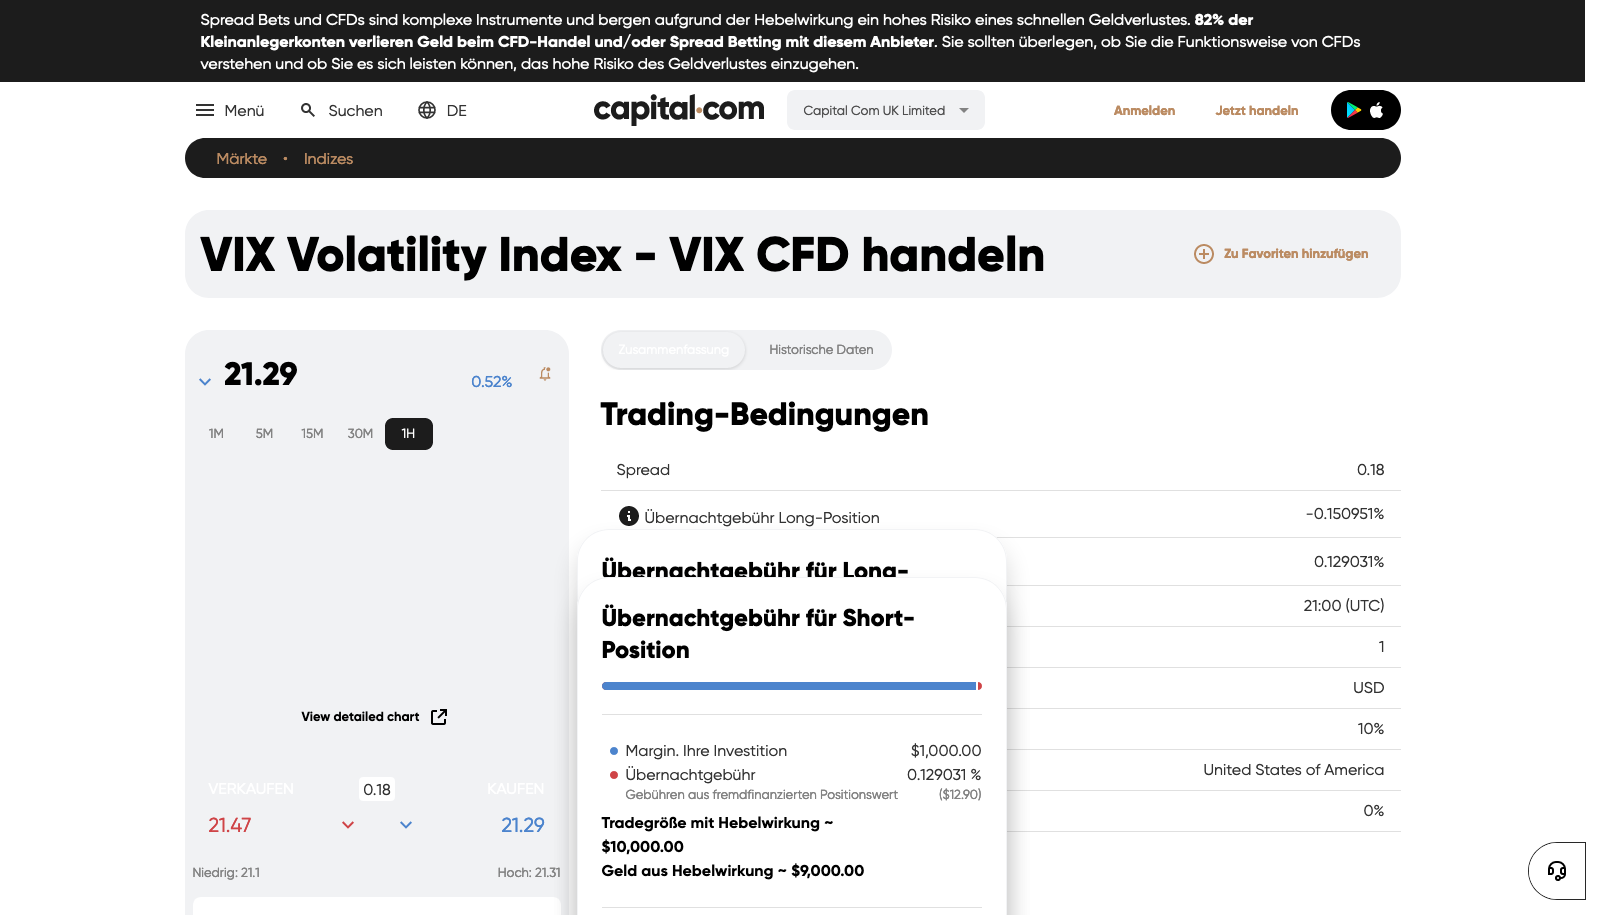 Spread Bets und CFDs sind komplexe Instrumente und bergen aufgrund der Hebelwirkung ein hohes Risiko eines schnellen Geldverlustes. 82% der
Kleinanlegerkonten verlieren Geld beim CFD-Handel und/oder Spread Betting mit diesem Anbieter. Sie sollten überlegen, ob Sie die Funktionsweise von CFDs
verstehen und ob Sie es sich leisten können, das hohe Risiko des Geldverlustes einzugehen.
Menü Suchen DE capital.com Capital Com UK Limited Anmelden Jetzt handeln
Märkte • Indizes
VIX Volatility Index - VIX CFD handeln Zu Favoriten hinzufügen
21.29 0.52%
1M 5M 15M 30M 1H
View detailed chart
VERKAUFEN 0.18 KAUFEN
21.47 21.29
Niedrig: 21.1 Hoch: 21.31
Zusammenfassung Historische Daten
Trading-Bedingungen
Spread 0.18
Übernachtgebühr Long-Position -0.150951%
0.129031%
21:00 (UTC)
1
USD
10%
United States of America
0%
Übernachtgebühr für Long-
Übernachtgebühr für Short-
Position
Margin. Ihre Investition $1,000.00
Übernachtgebühr 0.129031 %
Gebühren aus fremdfinanzierten Positionswert ($12.90)
Tradegröße mit Hebelwirkung ~
$10,000.00
Geld aus Hebelwirkung ~ $9,000.00